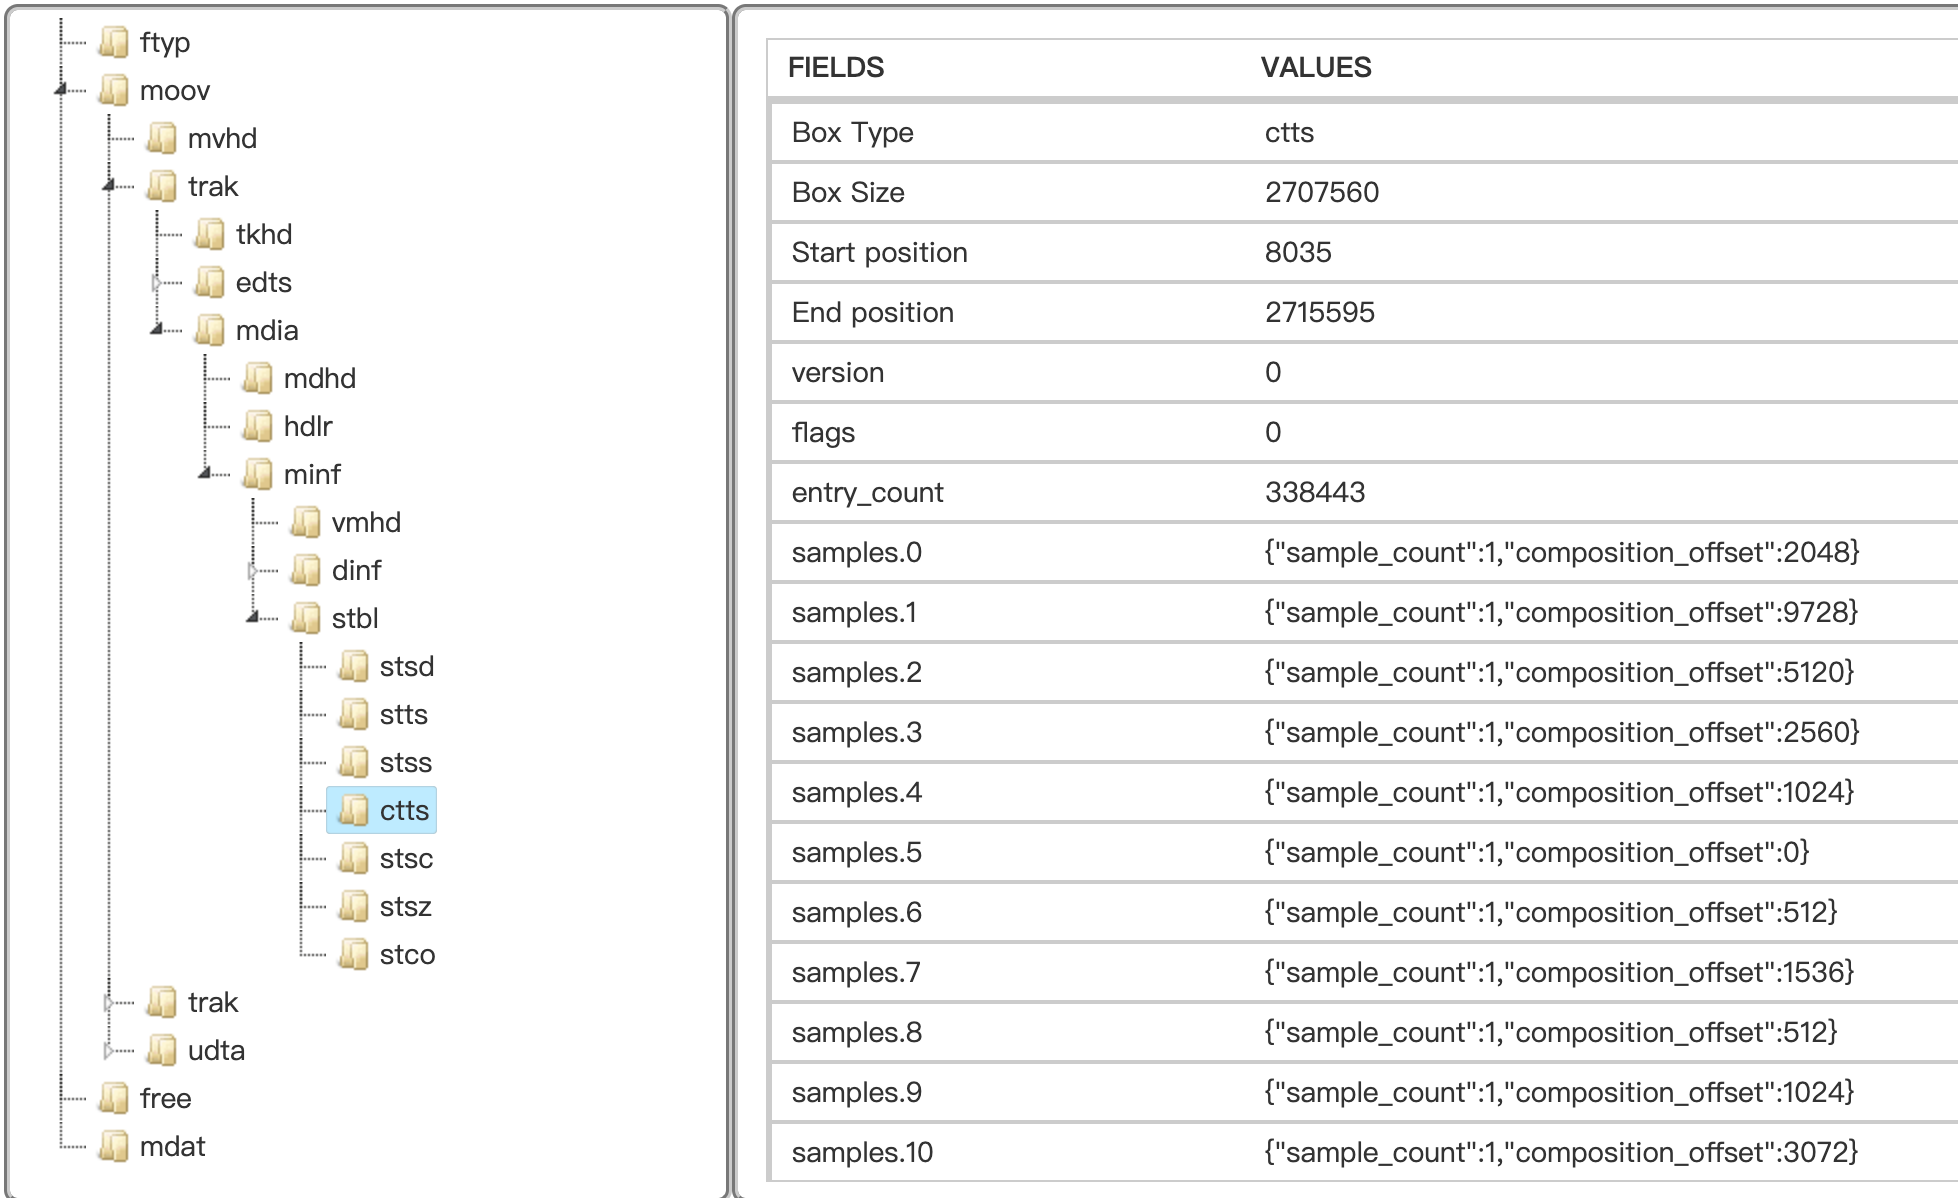 ftyp
moov
mvhd
trak
tkhd
edts
mdia
mdhd
hdlr
minf
vmhd
dinf
stbl
stsd
stts
stss
ctts
stsc
stsz
stco
trak
udta
free
mdat
FIELDS VALUES
Box Type ctts
Box Size 2707560
Start position 8035
End position 2715595
version 0
flags 0
entry_count 338443
samples.0 {"sample_count":1,"composition_offset":2048}
samples.1 {"sample_count":1,"composition_offset":9728}
samples.2 {"sample_count":1,"composition_offset":5120}
samples.3 {"sample_count":1,"composition_offset":2560}
samples.4 {"sample_count":1,"composition_offset":1024}
samples.5 {"sample_count":1,"composition_offset":0}
samples.6 {"sample_count":1,"composition_offset":512}
samples.7 {"sample_count":1,"composition_offset":1536}
samples.8 {"sample_count":1,"composition_offset":512}
samples.9 {"sample_count":1,"composition_offset":1024}
samples.10 {"sample_count":1,"composition_offset":3072}